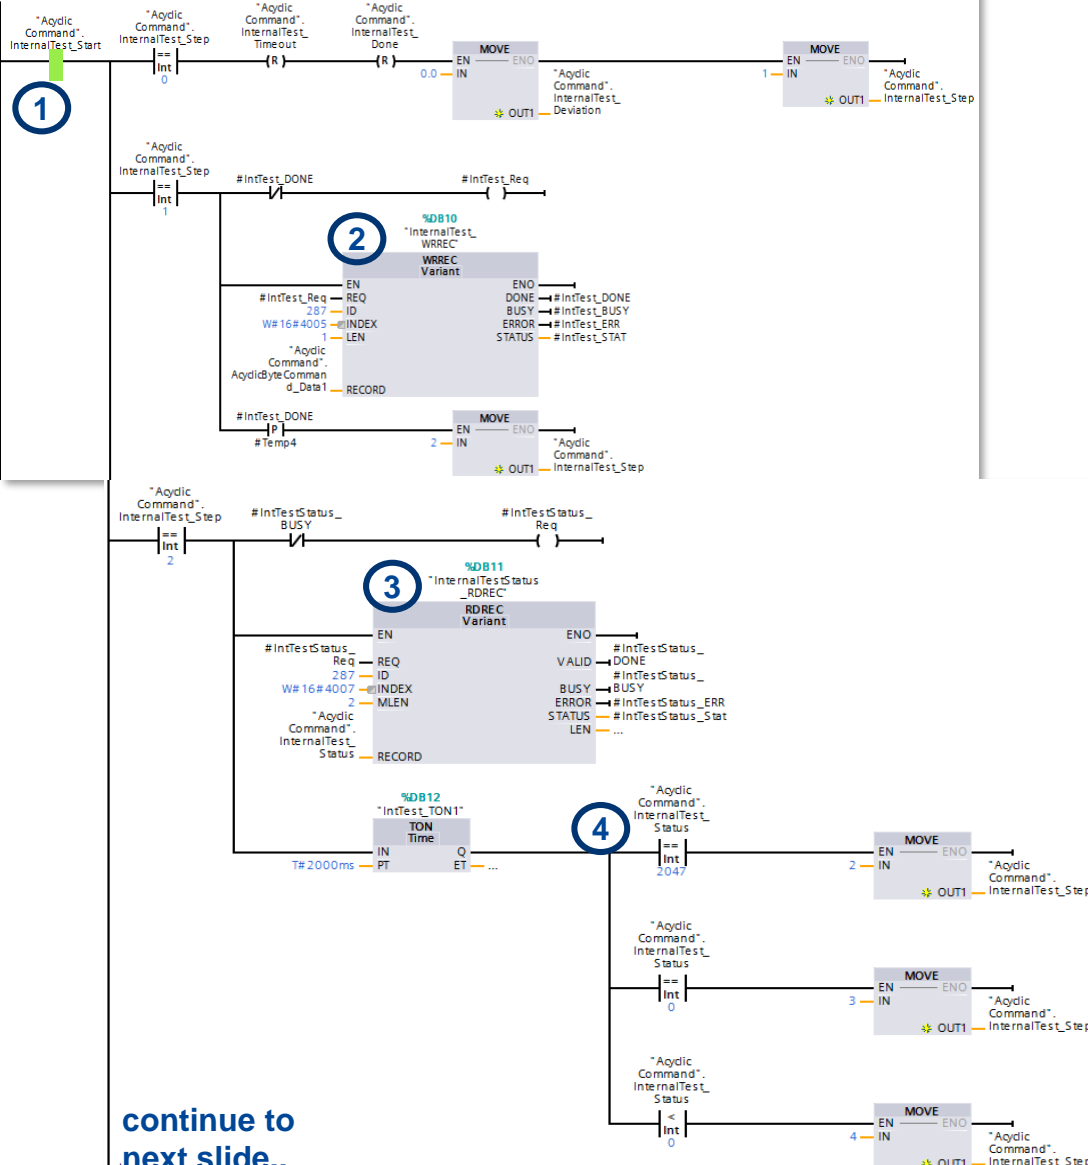 "Acyclic
Command".
InternalTest_Start
"Acyclic
Command".
InternalTest_Step
==
Int
0
"Acyclic
Command".
InternalTest_
Timeout
R
"Acyclic
Command".
InternalTest_
Done
R
MOVE
EN
ENO
0.0
IN
OUT1
"Acyclic
Command".
InternalTest_
Deviation
MOVE
EN
ENO
1
IN
OUT1
"Acyclic
Command".
InternalTest_Step
1
"Acyclic
Command".
InternalTest_Step
==
Int
1
#IntTest_DONE
#IntTest_Req
2
%DB10
"InternalTest_
WRREC"
WRREC
Variant
EN
ENO
#IntTest_Req
REQ
DONE
#IntTest_DONE
287
ID
BUSY
#IntTest_BUSY
W#16#4005
INDEX
ERROR
#IntTest_ERR
1
LEN
STATUS
#IntTest_STAT
"Acyclic
Command".
AcyclicByteComman
d_Data1
RECORD
#IntTest_DONE
P
#Temp4
MOVE
EN
ENO
2
IN
OUT1
"Acyclic
Command".
InternalTest_Step
"Acyclic
Command".
InternalTest_Step
==
Int
2
#IntTestStatus_
BUSY
#IntTestStatus_
Req
3
%DB11
"InternalTestStatus
_RDREC"
RDREC
Variant
EN
ENO
#IntTestStatus_
Req
REQ
VALID
#IntTestStatus_
DONE
287
ID
BUSY
#IntTestStatus_
BUSY
W#16#4007
INDEX
ERROR
#IntTestStatus_ERR
2
MLEN
STATUS
#IntTestStatus_Stat
LEN
...
"Acyclic
Command".
InternalTest_
Status
RECORD
%DB12
"IntTest_TON1"
TON
Time
IN
Q
T#2000ms
PT
ET
...
4
"Acyclic
Command".
InternalTest_
Status
==
Int
2047
MOVE
EN
ENO
2
IN
OUT1
"Acyclic
Command".
InternalTest_Step
"Acyclic
Command".
InternalTest_
Status
==
Int
0
MOVE
EN
ENO
3
IN
OUT1
"Acyclic
Command".
InternalTest_Step
"Acyclic
Command".
InternalTest_
Status
<
Int
0
MOVE
EN
ENO
4
IN
OUT1
"Acyclic
Command".
InternalTest_Step
continue to
next slide..